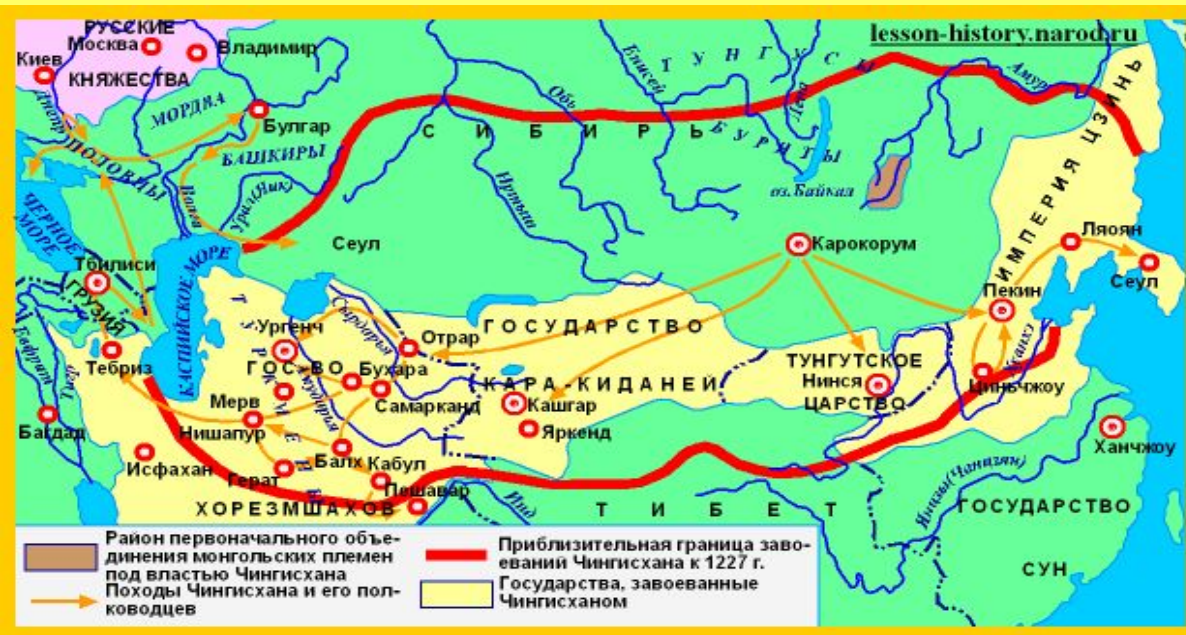 lesson-history.narod.ru
РУССКИЕ
Москва
Владимир
Киев
КНЯЖЕСТВА
Днепр
МОРДВА
Булгар
ПОЛОВЦЫ
БАШКИРЫ
Волга
Урал(Яик)
Енисей
ТУНГУСЫ
Обь
Лена
Амур
СИБИРЬ
БУРЯТЫ
оз.Байкал
Иртыш
ИМПЕРИЯ ЦЗИНЬ
ЧЕРНОЕ
МОРЕ
Сеул
Карокорум
Ляоян
Сеул
Тбилиси
ГРУЗИЯ
КАСПИЙСКОЕ МОРЕ
Пекин
Евфрат
Тигр
Тебриз
Ургенч
Сырдарья
Отрар
ГОСУДАРСТВО
Хуанхэ
ГОС-ВО
Бухара
КАРА-КИДАНЕЙ
ТУНГУТСКОЕ
Нинся
ЦАРСТВО
Циньчжоу
Мерв
Амударья
Самарканд
Кашгар
Яркенд
Багдад
Нишапур
Ханчжоу
Исфахан
Герат
Балх
Кабул
Пешавар
ХОРЕЗМШАХОВ
Инд
ТИБЕТ
Янцзы(Чанцзян)
ГОСУДАРСТВО
СУН
Район первоначального объе-
динения монгольских племен
под властью Чингисхана
Походы Чингисхана и его пол-
ководцев
Приблизительная граница заво-
еваний Чингисхана к 1227 г.
Государства, завоеванные
Чингисханом